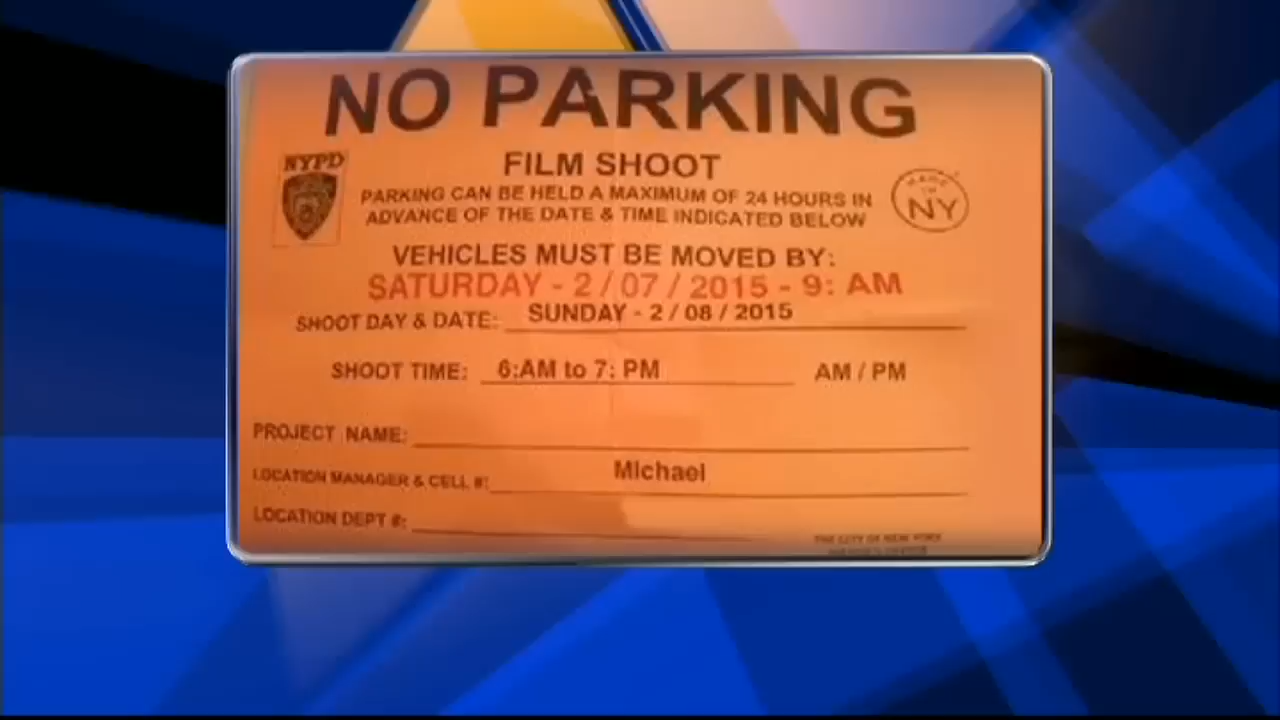 NO PARKING
NYPD
FILM SHOOT
PARKING CAN BE HELD A MAXIMUM OF 24 HOURS IN
ADVANCE OF THE DATE & TIME INDICATED BELOW
MADE
IN
NY
VEHICLES MUST BE MOVED BY:
SATURDAY - 2 / 07 / 2015 - 9: AM
SHOOT DAY & DATE: SUNDAY - 2 / 08 / 2015
SHOOT TIME: 6:AM to 7: PM AM / PM
PROJECT NAME:
LOCATION MANAGER & CELL #: Michael
LOCATION DEPT #:
THE CITY OF NEW YORK